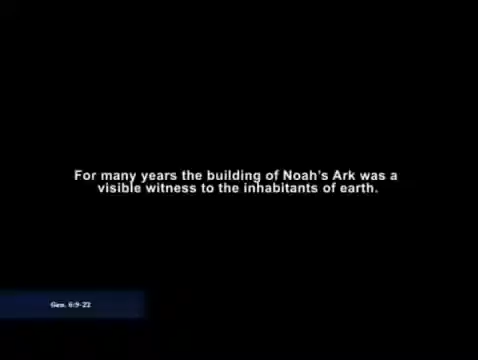 For many years the building of Noah's Ark was a
visible witness to the inhabitants of earth.
Gen. 6:9-22